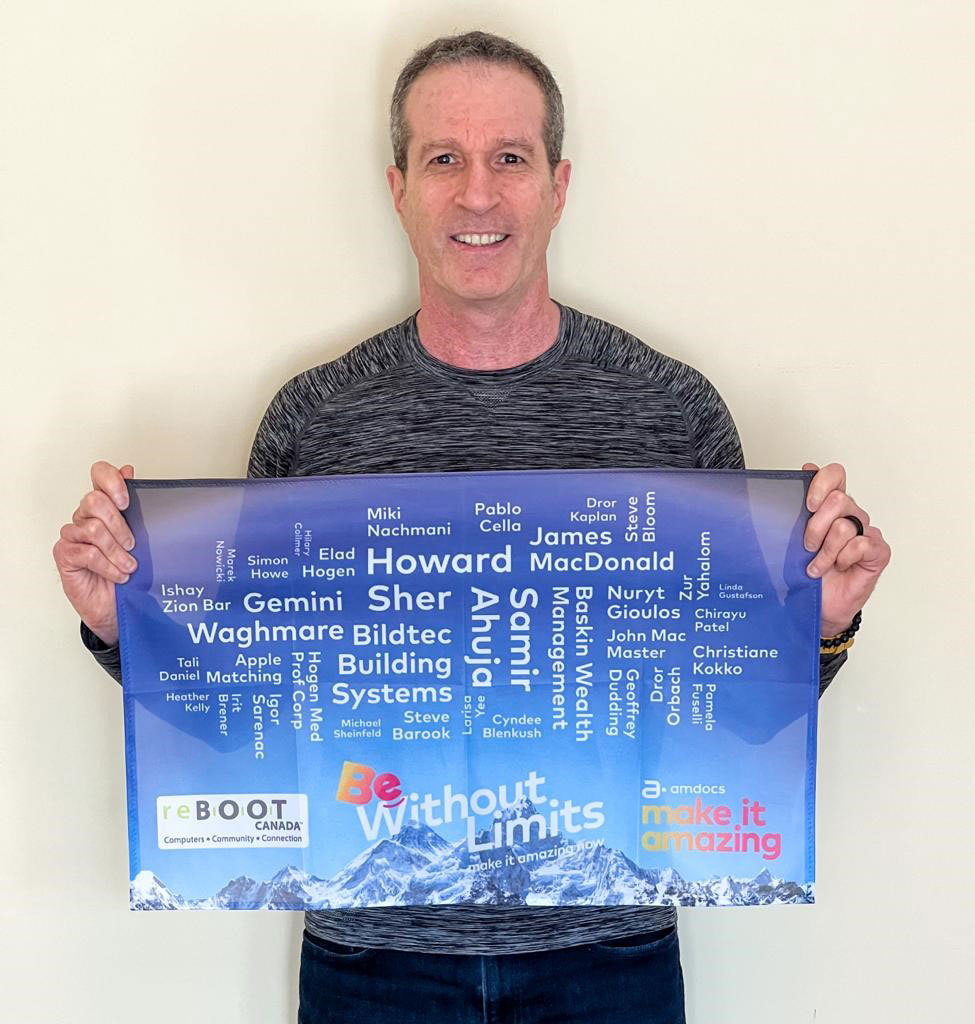 Miki
Nachmani
Pablo
Cella
Dror
Kaplan
Steve
Bloom
Hilary
Collmer
Elad
Hogen
Howard
Sher
James
MacDonald
Marek
Nowicki
Simon
Howe
Zur
Yahalom
Linda
Gustafson
Ishay
Zion Bar
Gemini
Waghmare
Bildtec
Building
Systems
Samir
Ahuja
Baskin Wealth
Management
Nuryt
Gioulos
Chirayu
Patel
John Mac
Master
Christiane
Kokko
Tali
Daniel
Apple
Matching
Hogen Med
Prof Corp
Geoffrey
Dudding
Dror
Orbach
Pamela
Fuselli
Heather
Kelly
Irit
Brener
Igor
Sarenac
Michael
Sheinfeld
Steve
Barook
Larisa
Yee
Cyndee
Blenkush
reBOOT
CANADA™
Computers • Community • Connection
Be
Without
Limits
make it amazing now
a• amdocs
make it
amazing